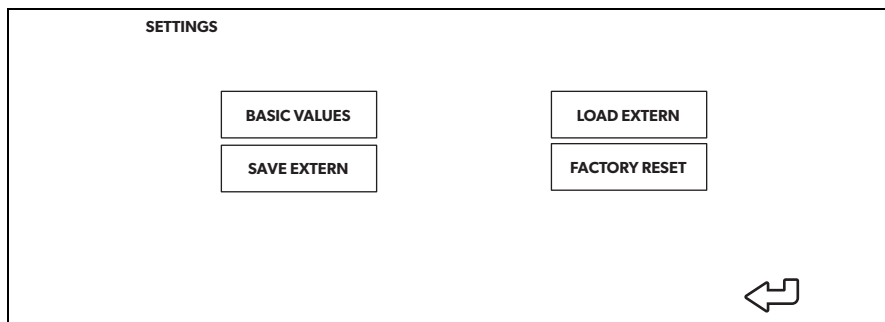 SETTINGS
BASIC VALUES
LOAD EXTERN
SAVE EXTERN
FACTORY RESET